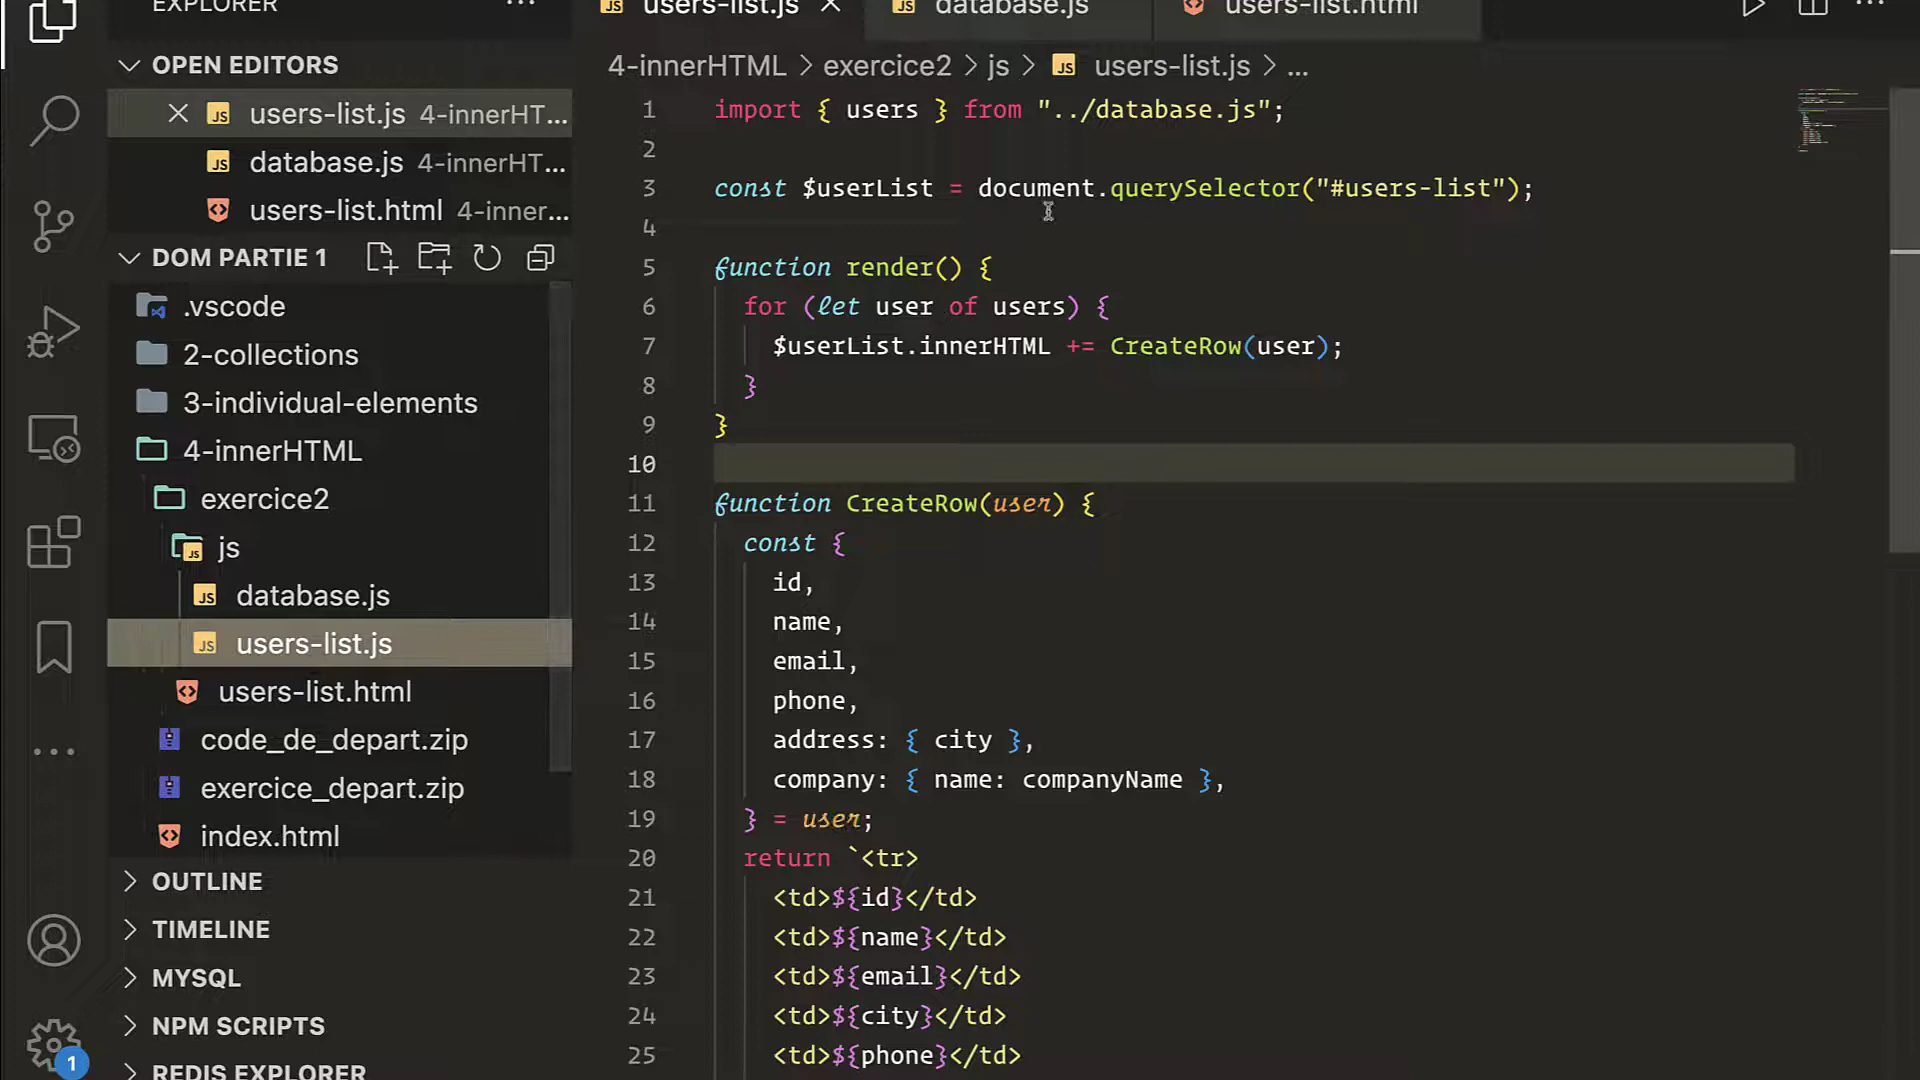 EXPLORER
...
OPEN EDITORS
users-list.js 4-innerHT...
database.js 4-innerHT...
users-list.html 4-inner...
DOM PARTIE 1
.vscode
2-collections
3-individual-elements
4-innerHTML
exercice2
js
JS database.js
JS users-list.js
users-list.html
code_de_depart.zip
exercice_depart.zip
index.html
OUTLINE
TIMELINE
MYSQL
NPM SCRIPTS
REDIS EXPLORER
1
JS users-list.js JS database.js users-list.html
4-innerHTML > exercice2 > js > JS users-list.js > ...
1 import { users } from "../database.js";
2
3 const $userList = document.querySelector("#users-list");
4
5 function render() {
6 for (let user of users) {
7 $userList.innerHTML += CreateRow(user);
8 }
9 }
10
11 function CreateRow(user) {
12 const {
13 id,
14 name,
15 email,
16 phone,
17 address: { city },
18 company: { name: companyName },
19 } = user;
20 return `<tr>
21 <td>${id}</td>
22 <td>${name}</td>
23 <td>${email}</td>
24 <td>${city}</td>
25 <td>${phone}</td>